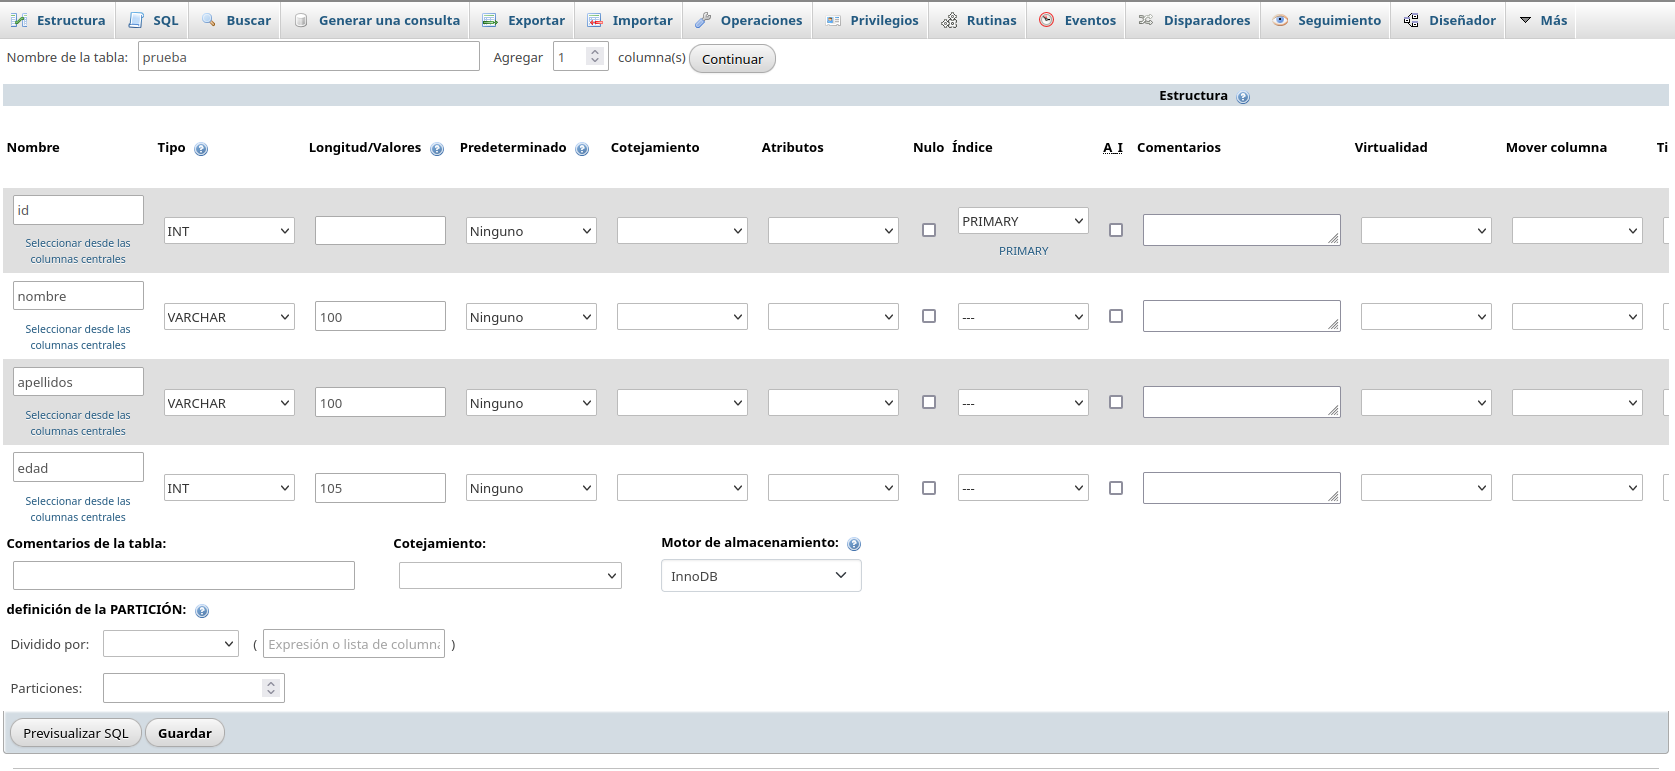 Estructura SQL Buscar Generar una consulta Exportar Importar Operaciones Privilegios Rutinas Eventos Disparadores Seguimiento Diseñador Más
Nombre de la tabla: prueba Agregar 1 columna(s) Continuar
Estructura
Nombre Tipo Longitud/Valores Predeterminado Cotejamiento Atributos Nulo Índice A_I Comentarios Virtualidad Mover columna Ti
id
Seleccionar desde las
columnas centrales
INT Ninguno PRIMARY
PRIMARY
nombre
Seleccionar desde las
columnas centrales
VARCHAR 100 Ninguno ---
apellidos
Seleccionar desde las
columnas centrales
VARCHAR 100 Ninguno ---
edad
Seleccionar desde las
columnas centrales
INT 105 Ninguno ---
Comentarios de la tabla: Cotejamiento: Motor de almacenamiento:
InnoDB
definición de la PARTICIÓN:
Dividido por: ( Expresión o lista de column )
Particiones:
Previsualizar SQL Guardar